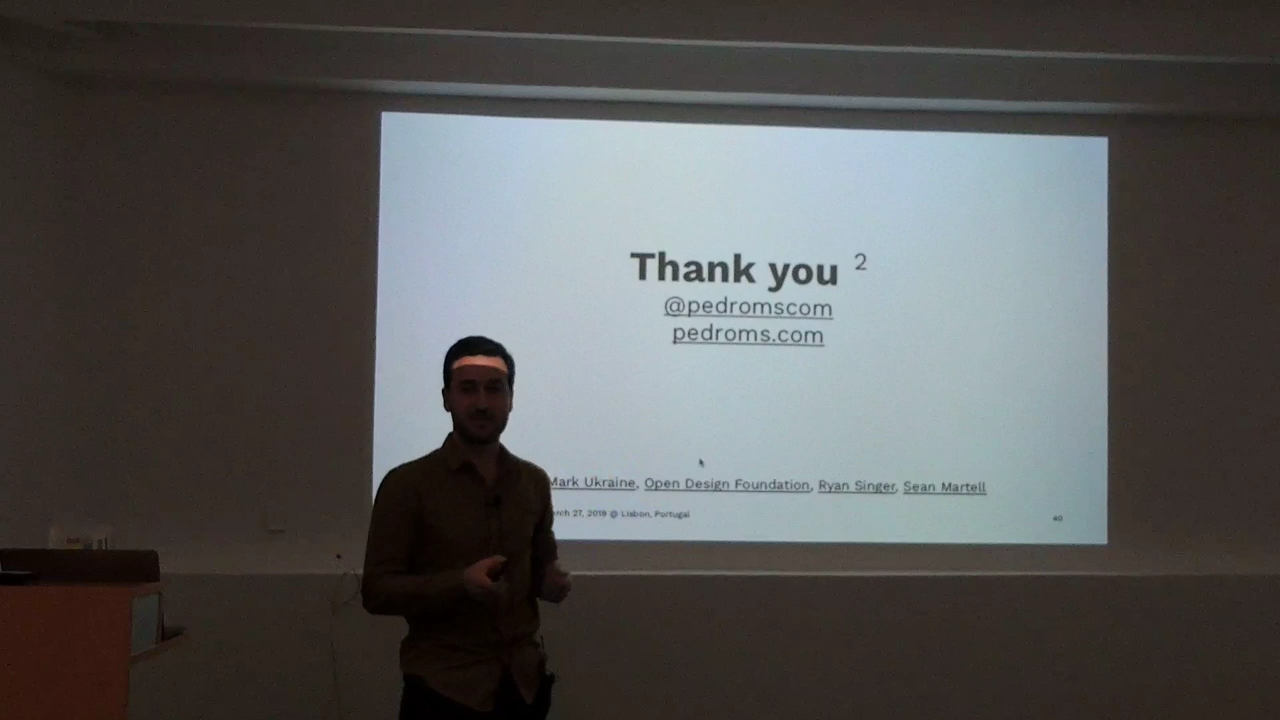 Thank you 2
@pedromscom
pedroms.com
Mark Ukraine, Open Design Foundation, Ryan Singer, Sean Martell
27, 2019 @ Lisbon, Portugal
40